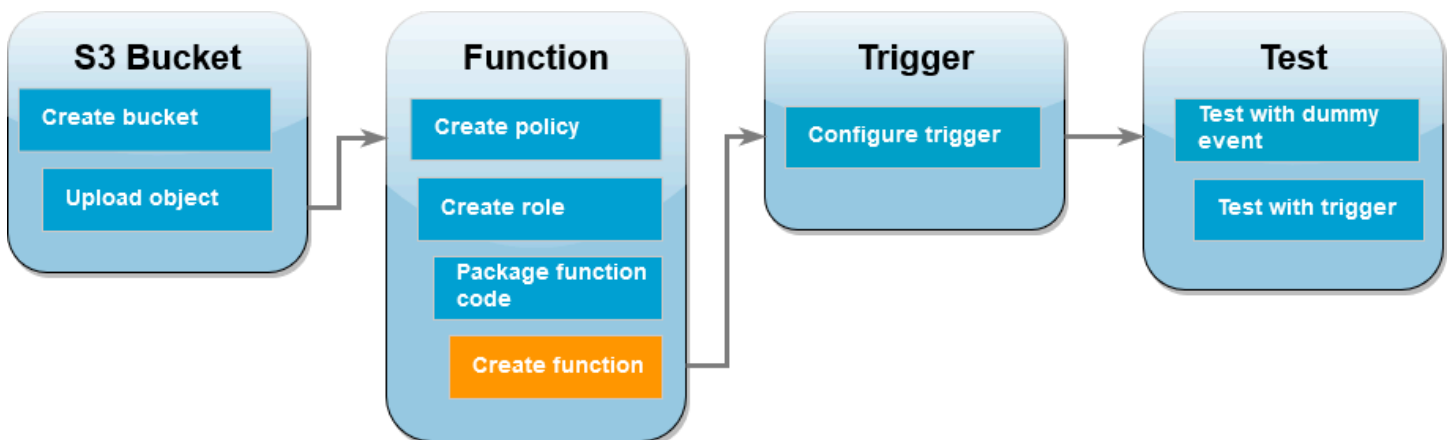 S3 Bucket
Create bucket
Upload object
Function
Create policy
Create role
Package function
code
Create function
Trigger
Configure trigger
Test
Test with dummy
event
Test with trigger